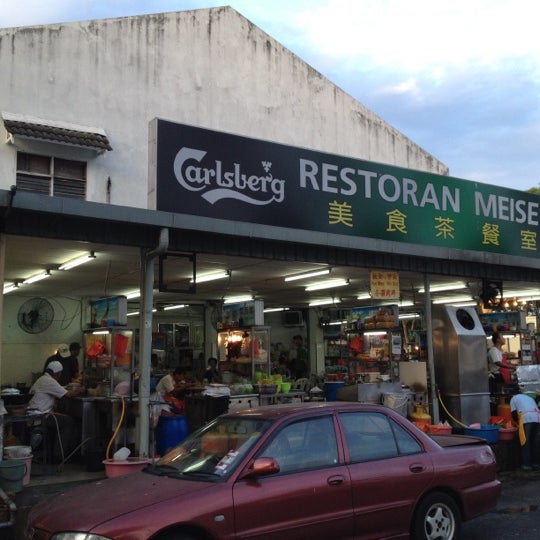 Carlsberg
RESTORAN MEISE
美食茶餐室